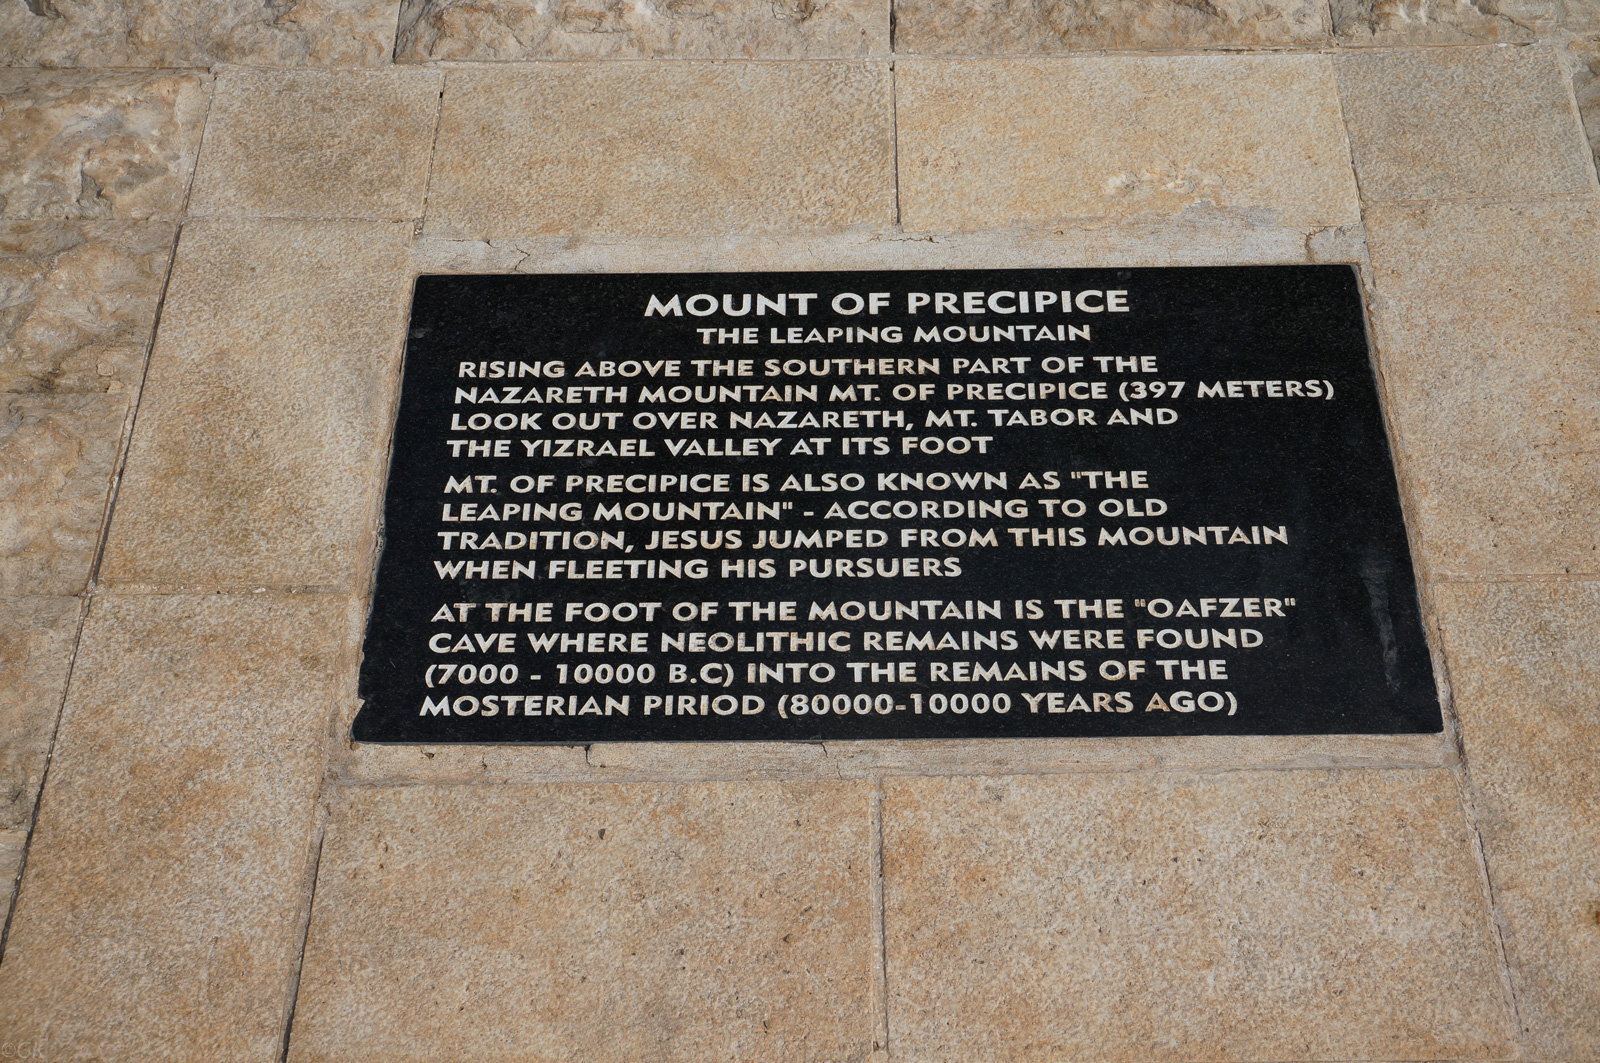 MOUNT OF PRECIPICE
THE LEAPING MOUNTAIN
RISING ABOVE THE SOUTHERN PART OF THE
NAZARETH MOUNTAIN MT. OF PRECIPICE (397 METERS)
LOOK OUT OVER NAZARETH, MT. TABOR AND
THE YIZRAEL VALLEY AT ITS FOOT
MT. OF PRECIPICE IS ALSO KNOWN AS "THE
LEAPING MOUNTAIN" - ACCORDING TO OLD
TRADITION, JESUS JUMPED FROM THIS MOUNTAIN
WHEN FLEETING HIS PURSUERS
AT THE FOOT OF THE MOUNTAIN IS THE "OAFZER"
CAVE WHERE NEOLITHIC REMAINS WERE FOUND
(7000 - 10000 B.C) INTO THE REMAINS OF THE
MOSTERIAN PIRIOD (80000-10000 YEARS AGO)